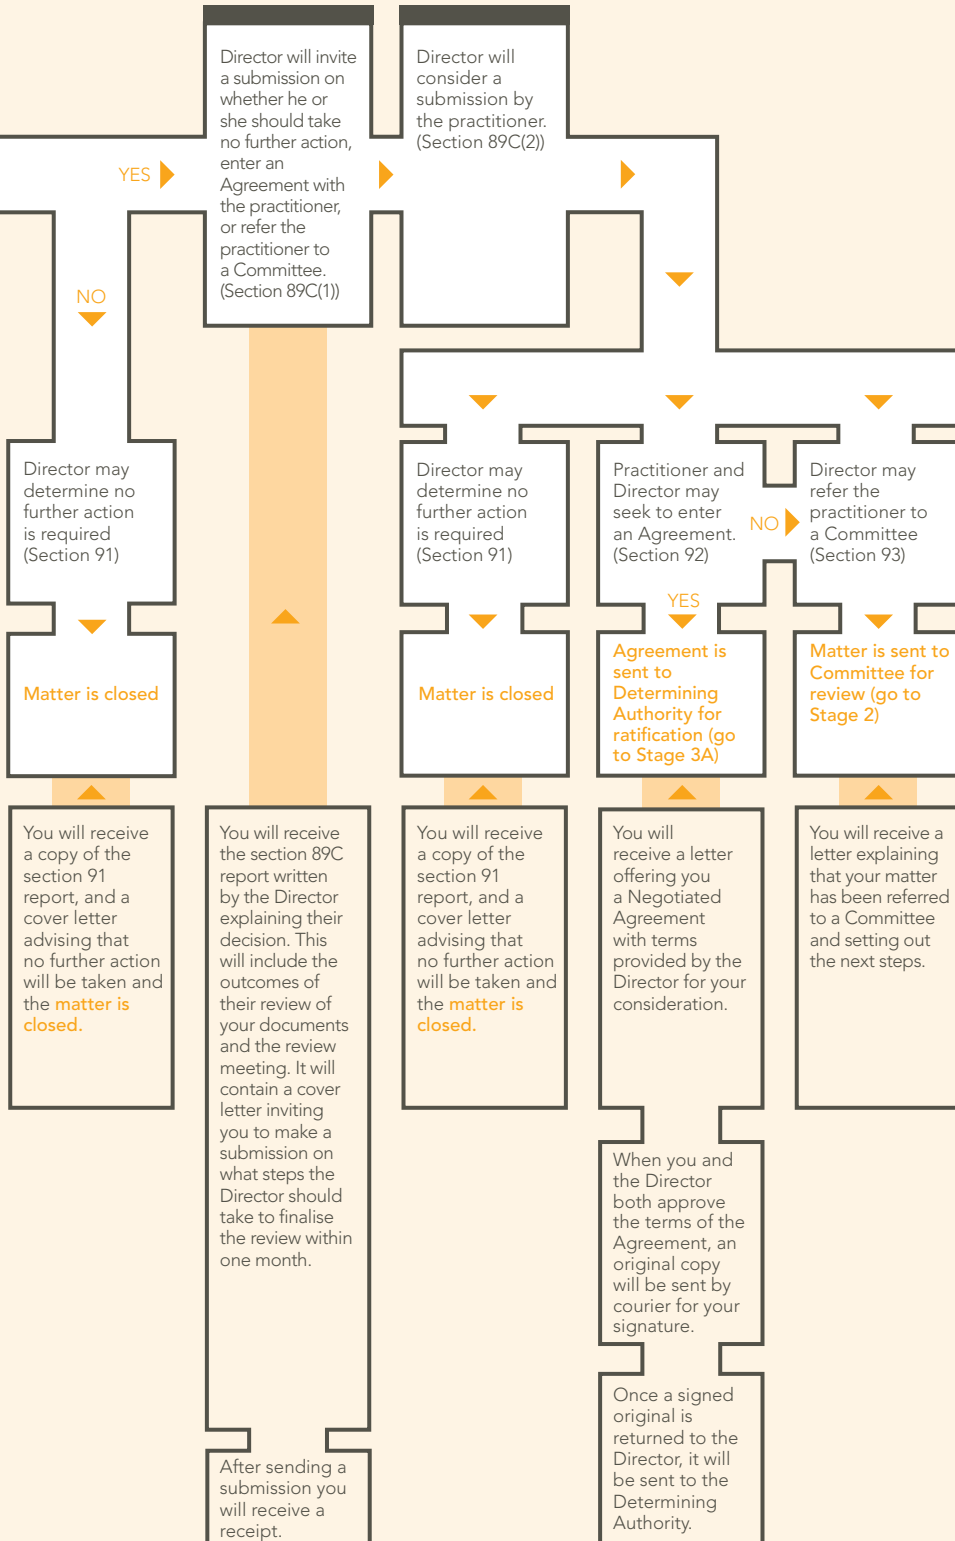 Director will invite
a submission on
whether he or
she should take
no further action,
enter an
Agreement with
the practitioner,
or refer the
practitioner to
a Committee.
(Section 89C(1))
Director will
consider a
submission by
the practitioner.
(Section 89C(2))
YES
NO
Director may
determine no
further action
is required
(Section 91)
Director may
determine no
further action
is required
(Section 91)
Practitioner and
Director may
seek to enter
an Agreement.
(Section 92)
NO
Director may
refer the
practitioner to
a Committee
(Section 93)
YES
Matter is closed
Matter is closed
Agreement is
sent to
Determining
Authority for
ratification (go
to Stage 3A)
Matter is sent to
Committee for
review (go to
Stage 2)
You will receive
a copy of the
section 91
report, and a
cover letter
advising that
no further action
will be taken and
the matter is
closed.
You will receive
the section 89C
report written
by the Director
explaining their
decision. This
will include the
outcomes of
their review of
your documents
and the review
meeting. It will
contain a cover
letter inviting
you to make a
submission on
what steps the
Director should
take to finalise
the review within
one month.
After sending a
submission you
will receive a
receipt.
You will receive
a copy of the
section 91
report, and a
cover letter
advising that
no further action
will be taken and
the matter is
closed.
You will
receive a letter
offering you
a Negotiated
Agreement
with terms
provided by the
Director for your
consideration.
When you and
the Director
both approve
the terms of the
Agreement, an
original copy
will be sent by
courier for your
signature.
Once a signed
original is
returned to the
Director, it will
be sent to the
Determining
Authority.
You will receive a
letter explaining
that your matter
has been referred
to a Committee
and setting out
the next steps.